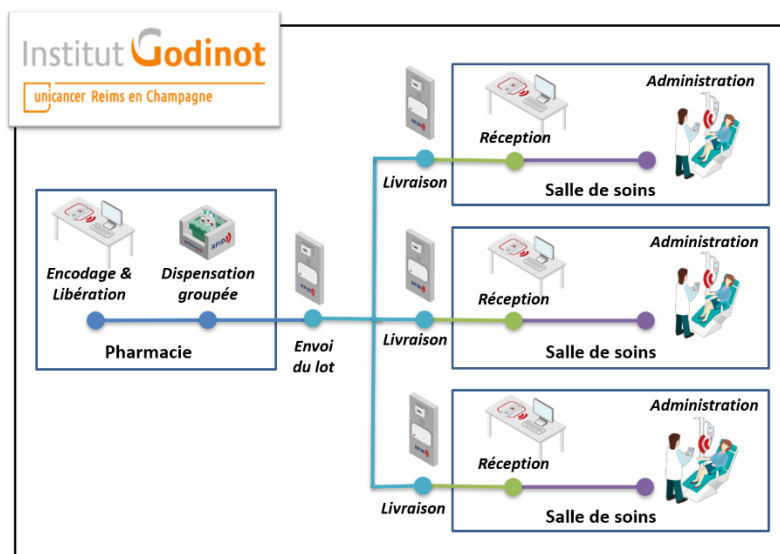 Institut Godinot
unicancer Reims en Champagne
Encodage &
Libération
RFID
Dispensation
groupée
Pharmacie
Envoi
du lot
Livraison
Réception
Administration
Salle de soins
Livraison
Réception
Administration
Salle de soins
Livraison
Réception
Administration
Salle de soins